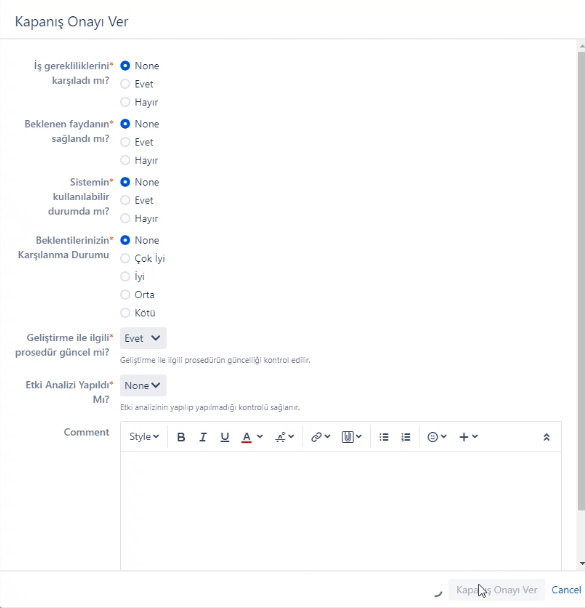 Kapanış Onayı Ver
İş gerekliliklerini* None
karşıladı mı? Evet
Hayır
Beklenen faydanın* None
sağlandı mı? Evet
Hayır
Sistemin* None
kullanılabilir Evet
durumda mı? Hayır
Beklentilerinizin* None
Karşılanma Durumu Çok İyi
İyi
Orta
Kötü
Geliştirme ile ilgili* Evet
prosedür güncel mi?
Geliştirme ile ilgili prosedürün güncelliği kontrol edilir.
Etki Analizi Yapıldı* None
Mı?
Etki analizinin yapılıp yapılmadığı kontrolü sağlanır.
Comment Style B I U A
Kapanış Onayı Ver Cancel